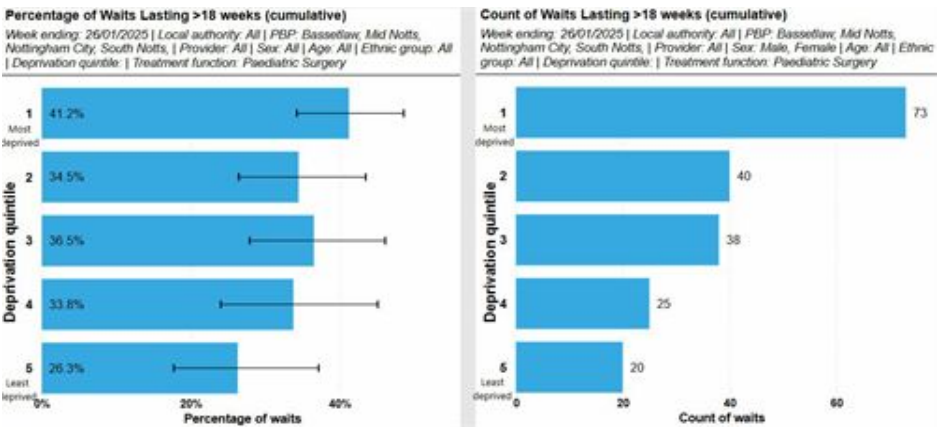 Percentage of Waits Lasting >18 weeks (cumulative)
Week ending: 26/01/2025 | Local authority: All | PBP: Bassetlaw, Mid Notts,
Nottingham City, South Notts, | Provider: All | Sex: All | Age: All | Ethnic group: All
| Deprivation quintile: | Treatment function: Paediatric Surgery
Deprivation quintile
1
Most
deprived
41.2%
2
34.5%
3
36.5%
4
33.8%
5
Least
deprived
26.3%
0%
20%
40%
Percentage of waits
Count of Waits Lasting >18 weeks (cumulative)
Week ending: 26/01/2025 | Local authority: All | PBP: Bassetlaw, Mid Notts,
Nottingham City, South Notts, | Provider: All | Sex: Male, Female | Age: All | Ethnic
group: All | Deprivation quintile: | Treatment function: Paediatric Surgery
Deprivation quintile
1
Most
deprived
73
2
40
3
38
4
25
5
Least
deprived
20
0
20
40
60
Count of waits